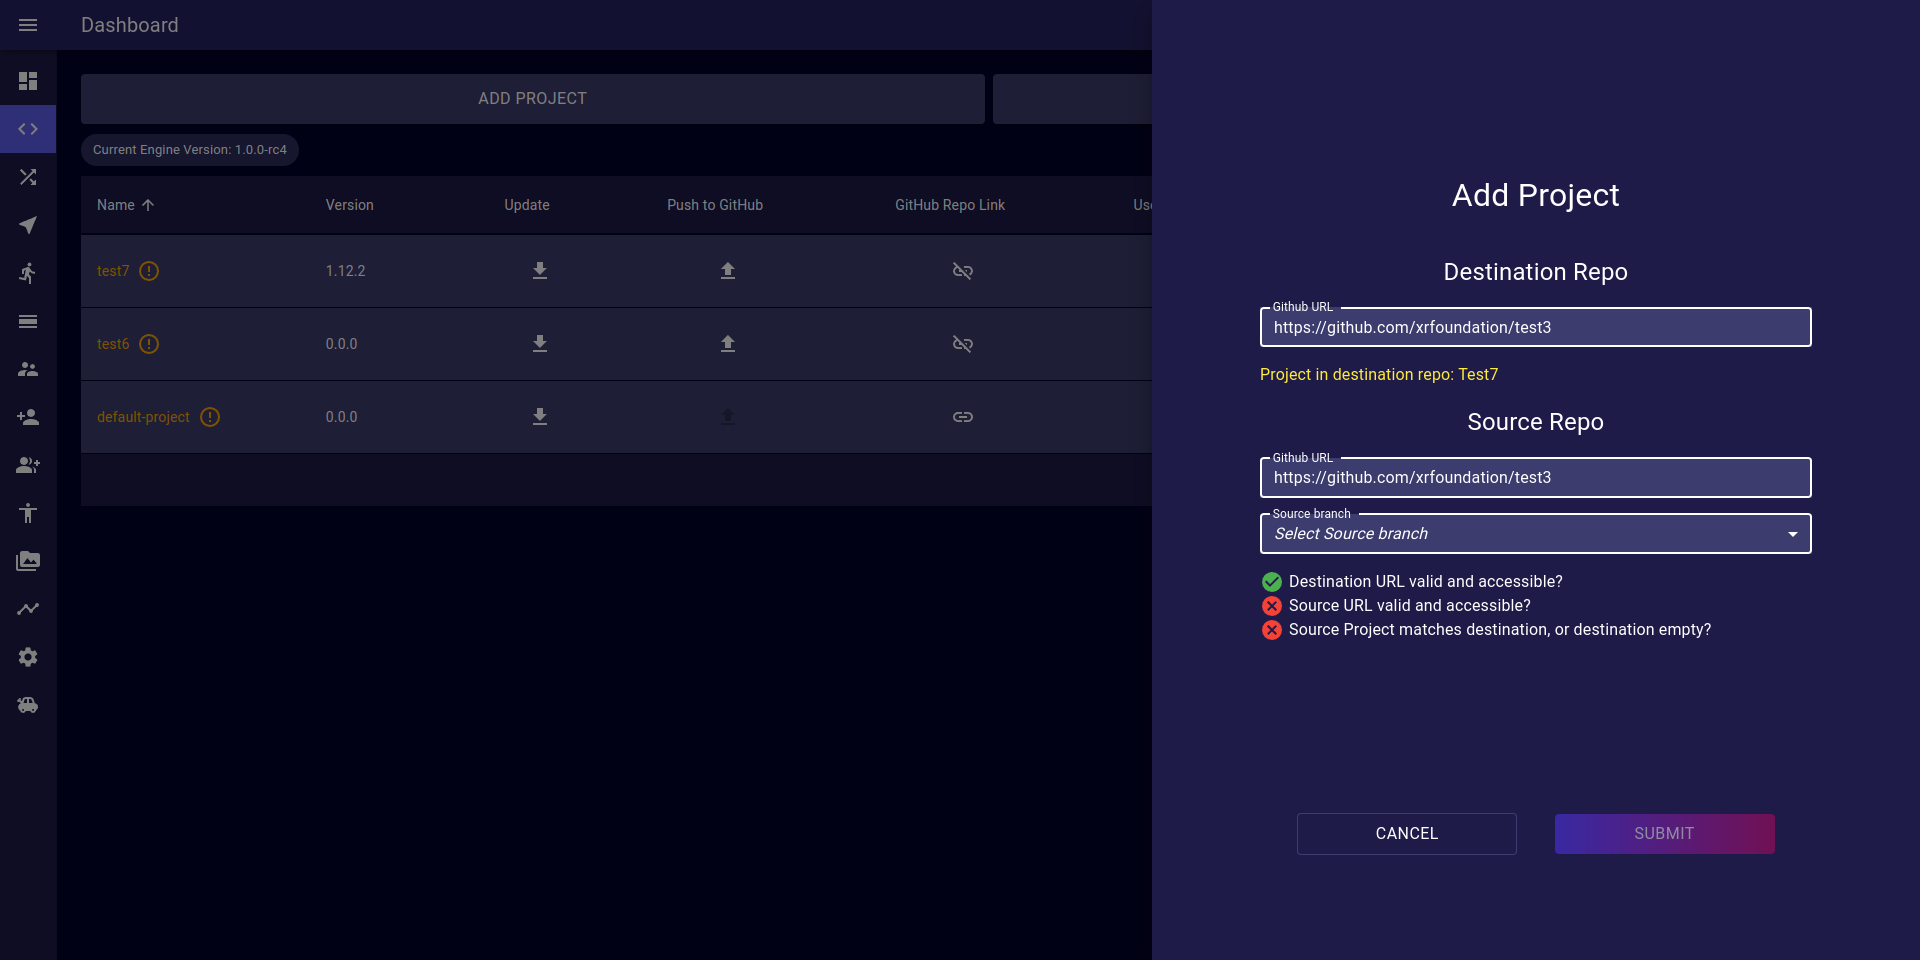 Dashboard
ADD PROJECT
Current Engine Version: 1.0.0-rc4
Name Version Update Push to GitHub GitHub Repo Link
test7 1.12.2
test6 0.0.0
default-project 0.0.0
Add Project
Destination Repo
Github URL
https://github.com/xrfoundation/test3
Project in destination repo: Test7
Source Repo
Github URL
https://github.com/xrfoundation/test3
Source branch
Select Source branch
Destination URL valid and accessible?
Source URL valid and accessible?
Source Project matches destination, or destination empty?
CANCEL SUBMIT